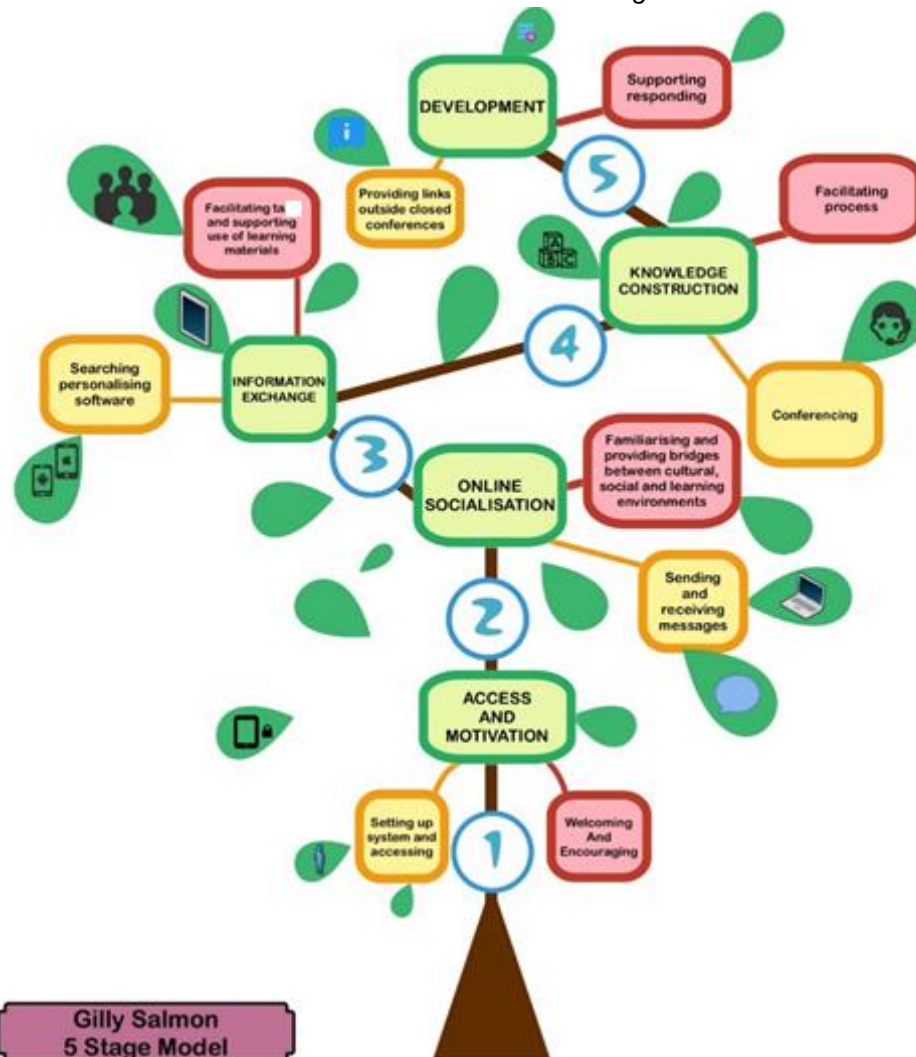 DEVELOPMENT
Supporting
responding
5
Providing links
outside closed
conferences
Facilitating
process
Facilitating ta
and supporting
use of learning
materials
A
B C
KNOWLEDGE
CONSTRUCTION
4
Searching
personalising
software
INFORMATION
EXCHANGE
Conferencing
3
ONLINE
SOCIALISATION
Familiarising and
providing bridges
between cultural,
social and learning
environments
Sending
and
receiving
messages
2
ACCESS
AND
MOTIVATION
Setting up
system and
accessing
1
Welcoming
And
Encouraging
Gilly Salmon
5 Stage Model